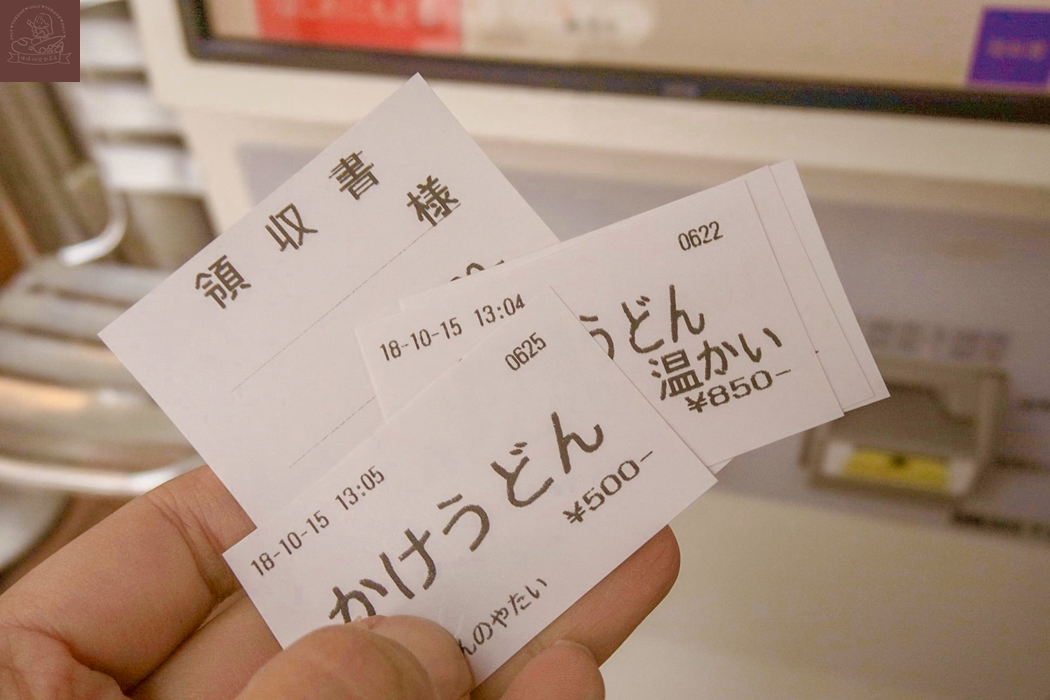 領収書
様
18-10-15 13:04
0622
うどん
温かい
¥850-
18-10-15 13:05
0625
かけうどん
¥500-
んのやたい